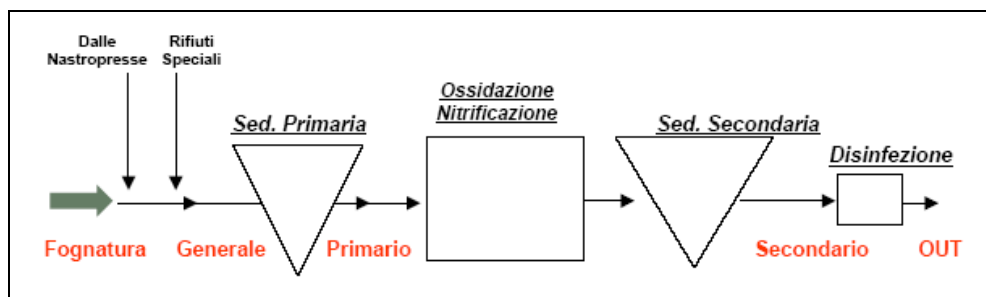 Dalle
Nastropresse
Rifiuti
Speciali
Sed. Primaria
Ossidazione
Nitrificazione
Sed. Secondaria
Disinfezione
Fognatura
Generale
Primario
Secondario
OUT